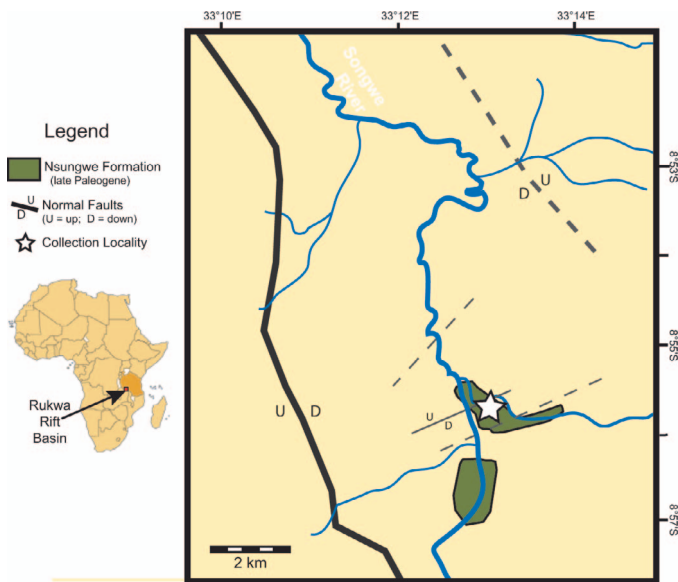 33°10'E
33°12'E
33°14'E
Songwe
River
8°53'S
8°55'S
8°57'S
U
D
U
D
U
D
2 km
Legend
Nsungwe Formation
(late Paleogene)
U
D
Normal Faults
(U = up; D = down)
Collection Locality
Rukwa
Rift
Basin